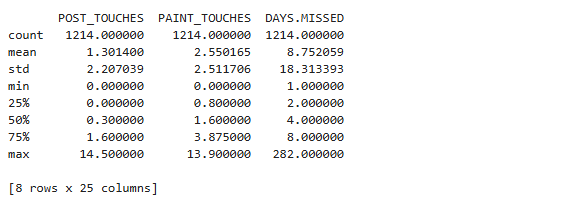 POST_TOUCHES PAINT_TOUCHES DAYS.MISSED
count 1214.000000 1214.000000 1214.000000
mean 1.301400 2.550165 8.752059
std 2.207039 2.511706 18.313393
min 0.000000 0.000000 1.000000
25% 0.000000 0.800000 2.000000
50% 0.300000 1.600000 4.000000
75% 1.600000 3.875000 8.000000
max 14.500000 13.900000 282.000000
[8 rows x 25 columns]